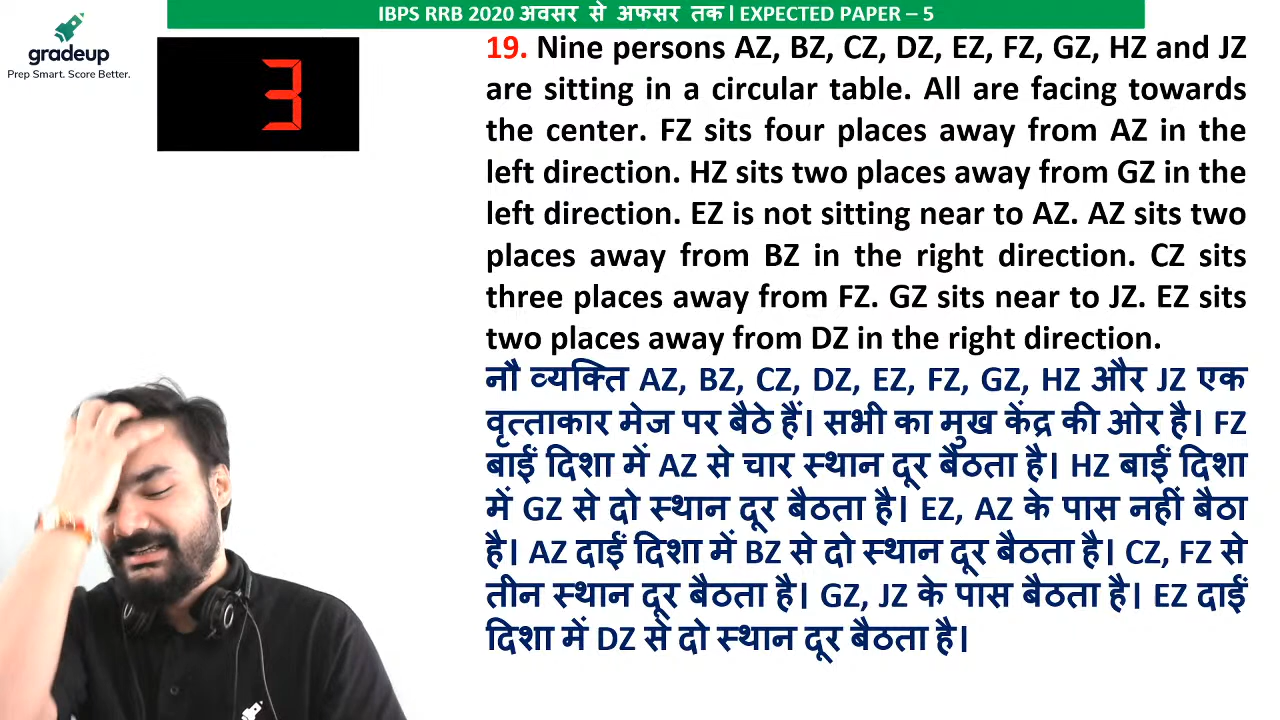 IBPS RRB 2020 अवसर से अफसर तक। EXPECTED PAPER – 5
gradeup
Prep Smart. Score Better.
3
19. Nine persons AZ, BZ, CZ, DZ, EZ, FZ, GZ, HZ and JZ
are sitting in a circular table. All are facing towards
the center. FZ sits four places away from AZ in the
left direction. HZ sits two places away from GZ in the
left direction. EZ is not sitting near to AZ. AZ sits two
places away from BZ in the right direction. CZ sits
three places away from FZ. GZ sits near to JZ. EZ sits
two places away from DZ in the right direction.
नौ व्यक्ति AZ, BZ, CZ, DZ, EZ, FZ, GZ, HZ और JZ एक
वृत्ताकार मेज पर बैठे हैं। सभी का मुख केंद्र की ओर है। FZ
बाईं दिशा में AZ से चार स्थान दूर बैठता है। HZ बाईं दिशा
में GZ से दो स्थान दूर बैठता है। EZ, AZ के पास नहीं बैठा
है। AZ दाईं दिशा में BZ से दो स्थान दूर बैठता है। CZ, FZ से
तीन स्थान दूर बैठता है। GZ, JZ के पास बैठता है। EZ दाईं
दिशा में DZ से दो स्थान दूर बैठता है।